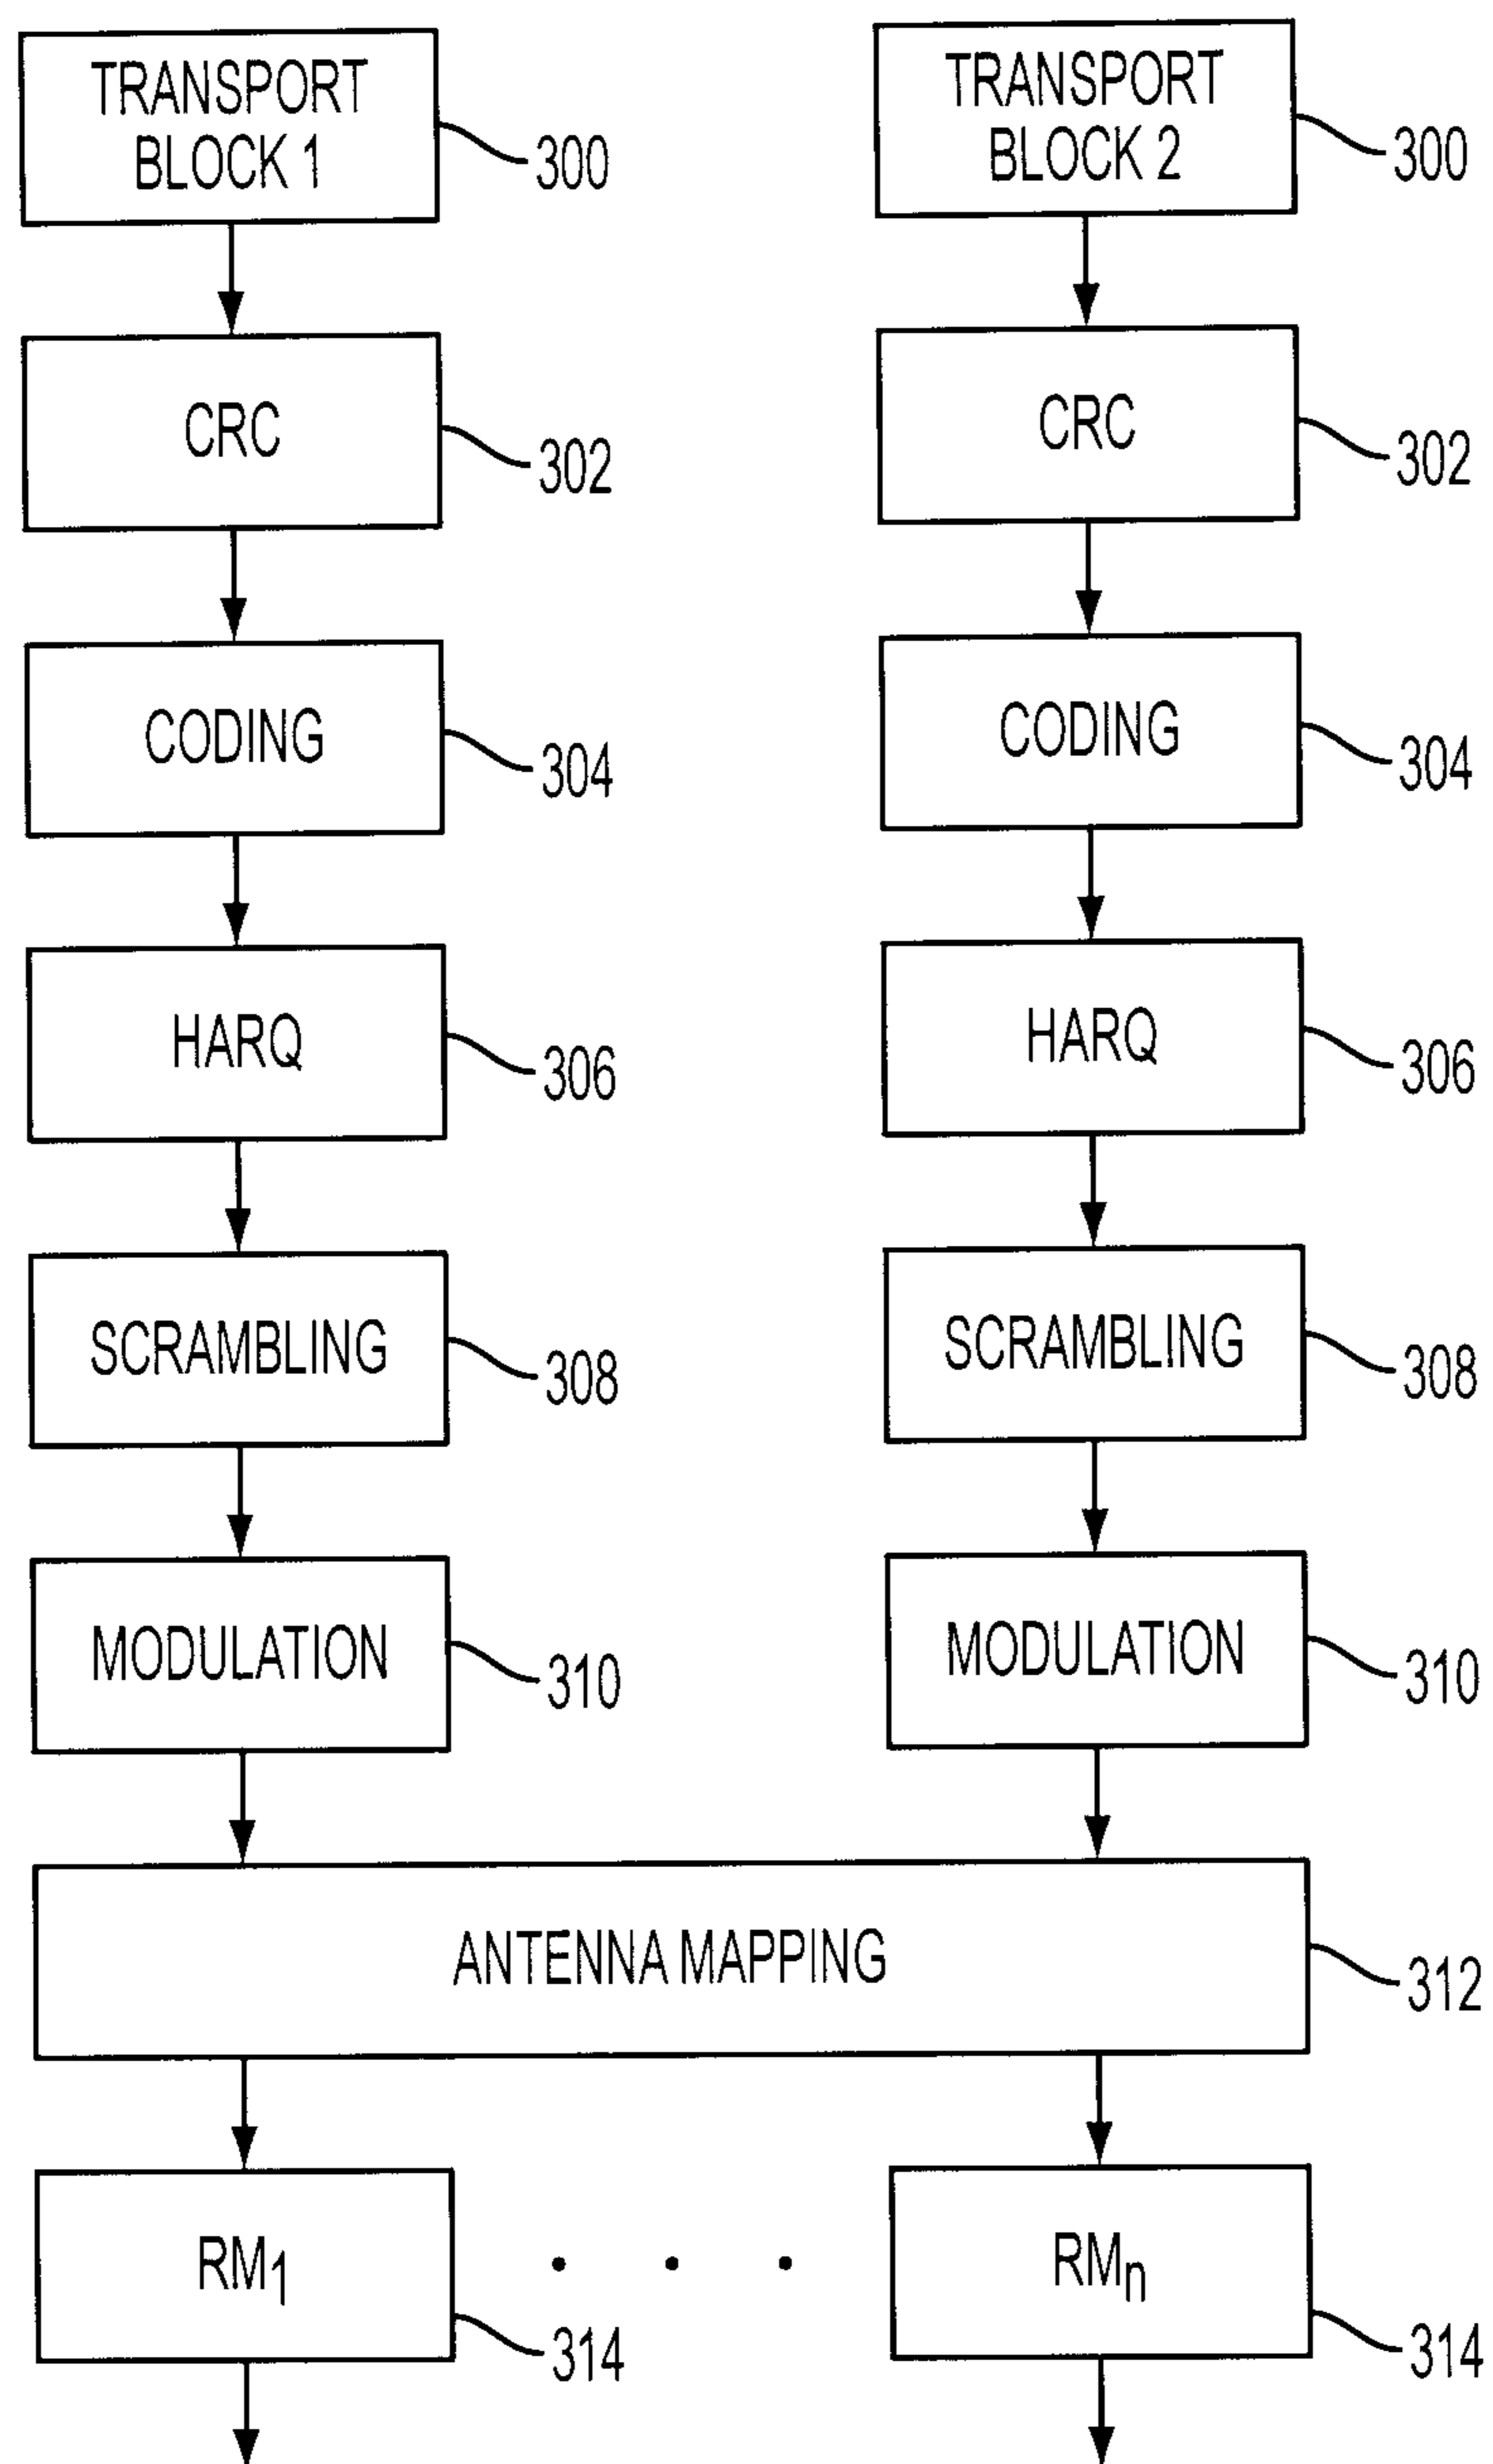 TRANSPORT
BLOCK 1
300
TRANSPORT
BLOCK 2
300
CRC
302
CRC
302
CODING
304
CODING
304
HARQ
306
HARQ
306
SCRAMBLING
308
SCRAMBLING
308
MODULATION
310
MODULATION
310
ANTENNA MAPPING
312
RM1
314
. . .
RMn
314